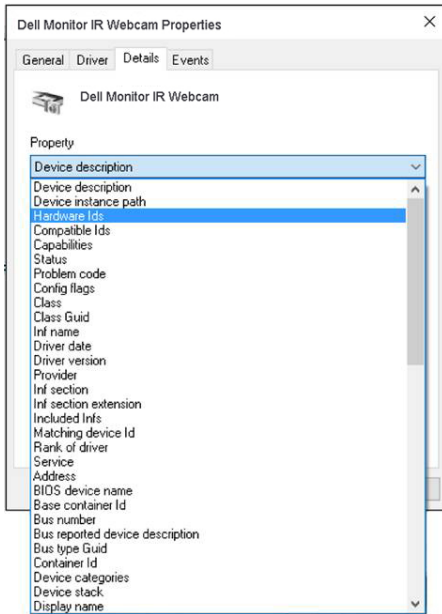 Dell Monitor IR Webcam Properties
General Driver Details Events
Dell Monitor IR Webcam
Property
Device description
Device description
Device instance path
Hardware Ids
Compatible Ids
Capabilities
Status
Problem code
Config flags
Class
Class Guid
Inf name
Driver date
Driver version
Provider
Inf section
Inf section extension
Included Infs
Matching device Id
Rank of driver
Service
Address
BIOS device name
Base container Id
Bus number
Bus reported device description
Bus type Guid
Container Id
Device categories
Device stack
Display name